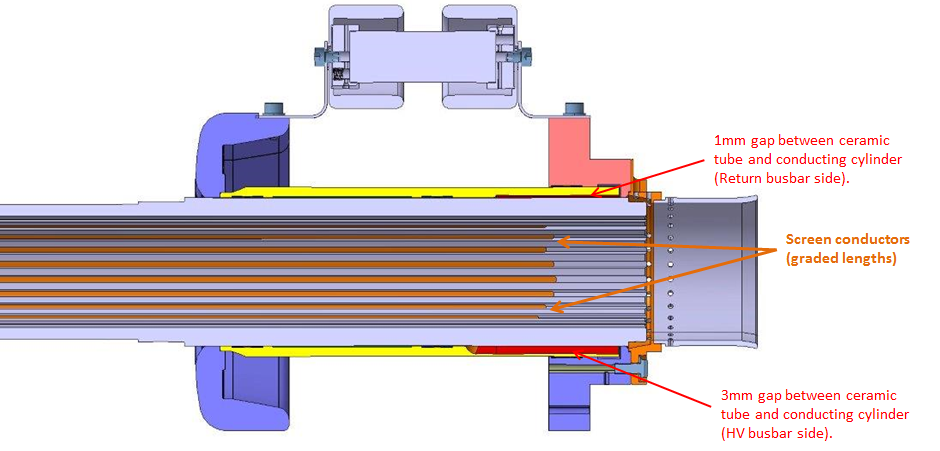 1mm gap between ceramic
tube and conducting cylinder
(Return busbar side).
Screen conductors
(graded lengths)
3mm gap between ceramic
tube and conducting cylinder
(HV busbar side).